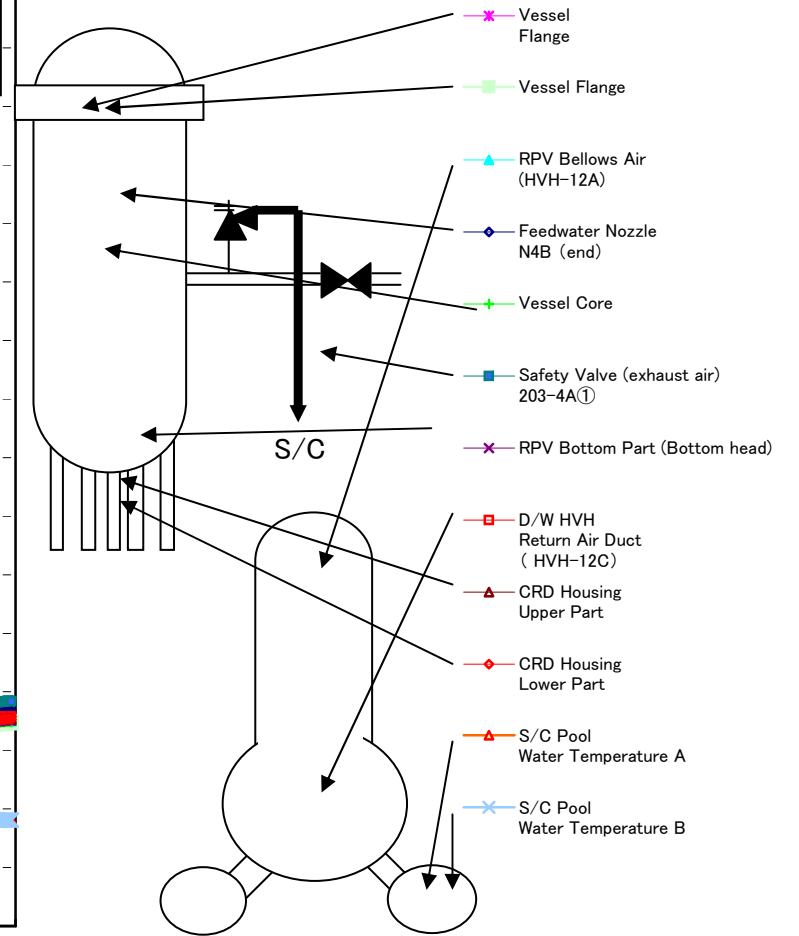 Vessel
Flange
Vessel Flange
RPV Bellows Air
(HVH-12A)
Feedwater Nozzle
N4B (end)
Vessel Core
Safety Valve (exhaust air)
203-4A①
S/C
RPV Bottom Part (Bottom head)
D/W HVH
Return Air Duct
( HVH-12C)
CRD Housing
Upper Part
CRD Housing
Lower Part
S/C Pool
Water Temperature A
S/C Pool
Water Temperature B